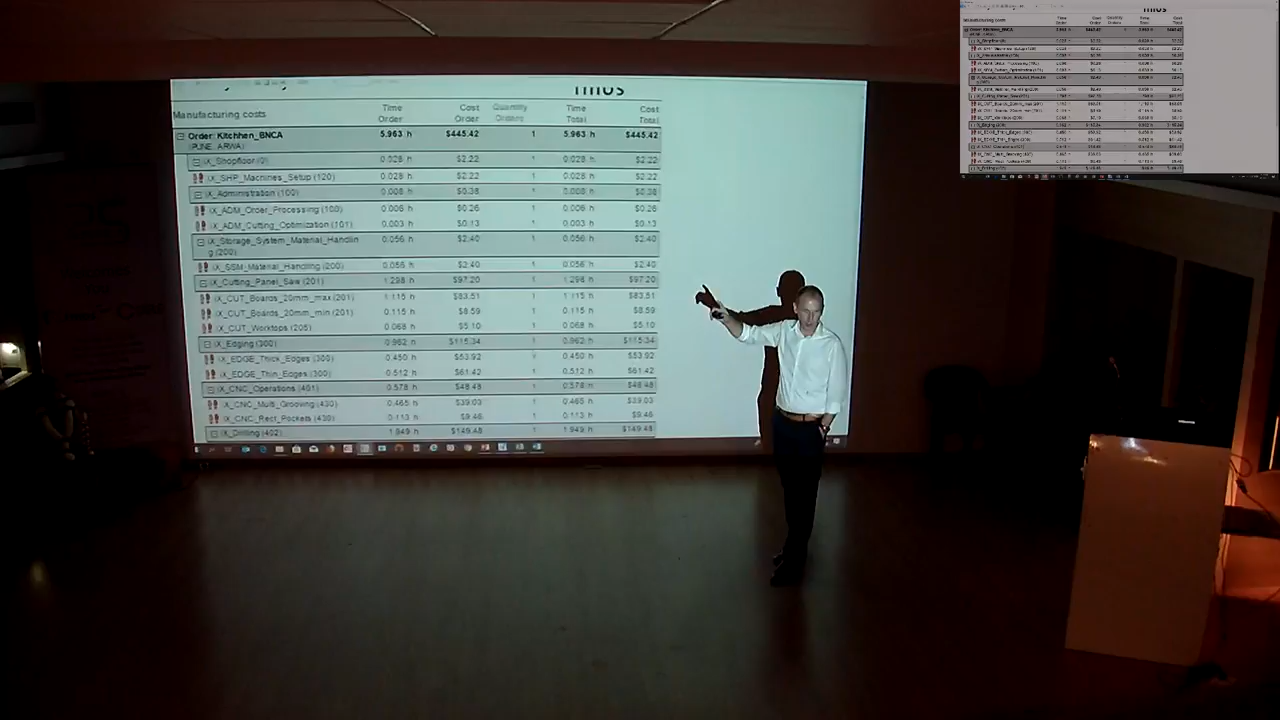 imos
Manufacturing costs Time Order Cost Order Quantity Orders Time Total Cost Total
Order: Kitchhen_BNCA 5.963 h $445.42 1 5.963 h $445.42
(PUNE, ARWA)
iX_Shopfloor (0) 0.028 h $2.22 1 0.028 h $2.22
iX_SHP_Machines_Setup (120) 0.028 h $2.22 1 0.028 h $2.22
iX_Administration (100) 0.008 h $0.38 1 0.008 h $0.38
iX_ADM_Order_Processing (100) 0.006 h $0.26 1 0.006 h $0.26
iX_ADM_Cutting_Optimization (101) 0.003 h $0.13 1 0.003 h $0.13
iX_Storage_System_Material_Handlin
g (200) 0.056 h $2.40 1 0.056 h $2.40
iX_SSM_Material_Handling (200) 0.056 h $2.40 1 0.056 h $2.40
iX_Cutting_Panel_Saw (201) 1.298 h $97.20 1 1.298 h $97.20
iX_CUT_Boards_20mm_max (201) 1.115 h $83.51 1 1.115 h $83.51
iX_CUT_Boards_20mm_min (201) 0.115 h $8.59 1 0.115 h $8.59
iX_CUT_Worktops (205) 0.068 h $5.10 1 0.068 h $5.10
iX_Edging (300) 0.962 h $115.34 1 0.962 h $115.34
iX_EDGE_Thick_Edges (300) 0.450 h $53.92 1 0.450 h $53.92
iX_EDGE_Thin_Edges (300) 0.512 h $61.42 1 0.512 h $61.42
iX_CNC_Operations (401) 0.578 h $48.48 1 0.578 h $48.48
iX_CNC_Multi_Grooving (430) 0.465 h $39.03 1 0.465 h $39.03
iX_CNC_Rect_Pockets (430) 0.113 h $9.46 1 0.113 h $9.46
iX_Drilling (402) 1.949 h $149.48 1 1.949 h $149.48